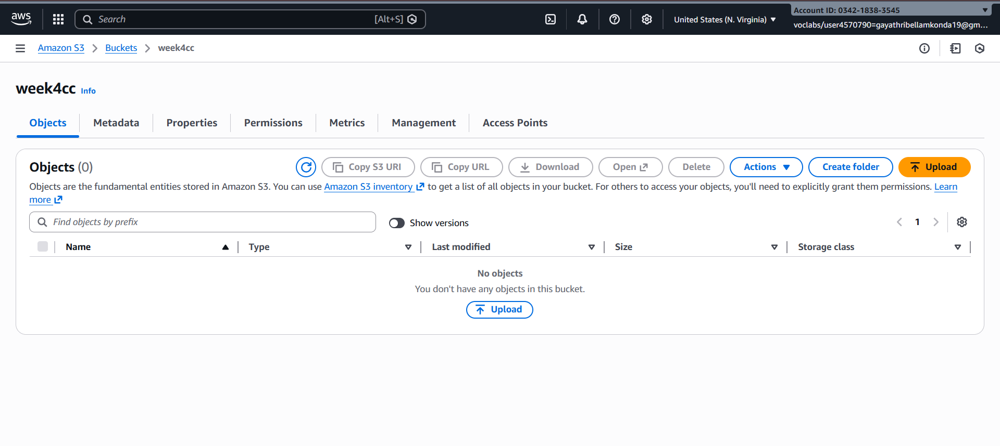 aws
Search [Alt+S]
United States (N. Virginia)
Account ID: 0342-1838-3545
voclabs/user4570790=gayathribellamkonda19@gm...
Amazon S3 > Buckets > week4cc
week4cc Info
Objects Metadata Properties Permissions Metrics Management Access Points
Objects (0) Copy S3 URI Copy URL Download Open Delete Actions Create folder Upload
Objects are the fundamental entities stored in Amazon S3. You can use Amazon S3 inventory to get a list of all objects in your bucket. For others to access your objects, you'll need to explicitly grant them permissions. Learn
more
Find objects by prefix Show versions 1
Name Type Last modified Size Storage class
No objects
You don't have any objects in this bucket.
Upload